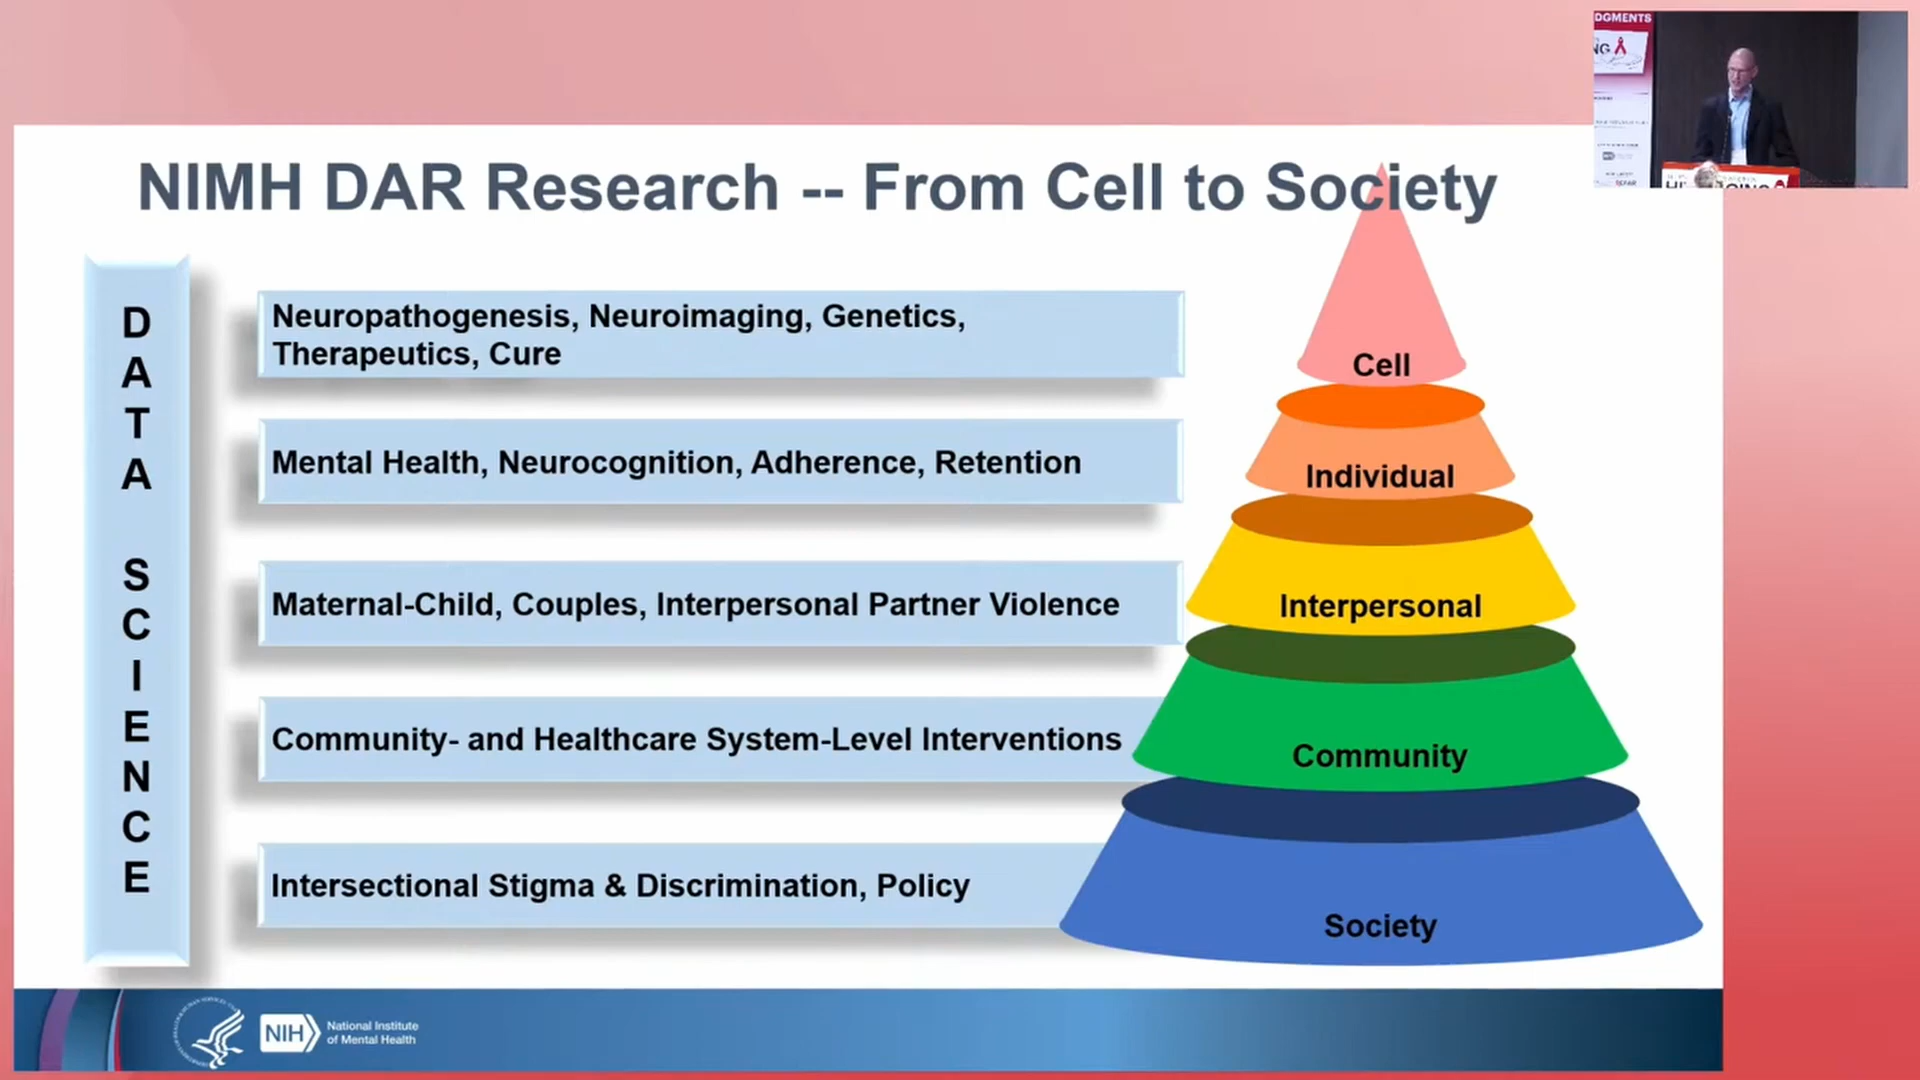 DGMENTS
NIMH DAR Research -- From Cell to Society
DATA SCIENCE
Neuropathogenesis, Neuroimaging, Genetics,
Therapeutics, Cure
Cell
Mental Health, Neurocognition, Adherence, Retention
Individual
Maternal-Child, Couples, Interpersonal Partner Violence
Interpersonal
Community- and Healthcare System-Level Interventions
Community
Intersectional Stigma & Discrimination, Policy
Society
NIH
National Institute
of Mental Health